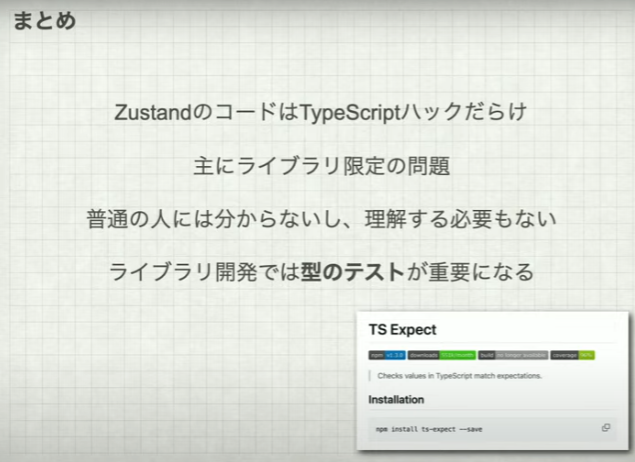 まとめ
ZustandのコードはTypeScriptハックだらけ
主にライブラリ限定の問題
普通の人には分からないし、理解する必要もない
ライブラリ開発では型のテストが重要になる
TS Expect
npm v1.3.0 downloads build no longer available coverage
Checks values in TypeScript match expectations.
Installation
npm install ts-expect --save